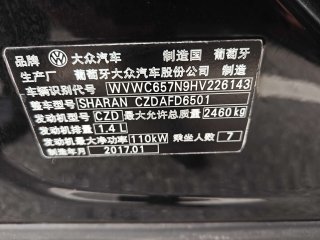 品牌 大众汽车 制造国 葡萄牙
生产厂 葡萄牙大众汽车股份公司 制造
车辆识别代号 WVWC657N9HV226143
整车型号 SHARAN CZDAFD6501
发动机型号 CZD 最大允许总质量 2460kg
发动机排量 1.4 L
发动机最大净功率 110kW 乘坐人数 7
制造年月 2017.01